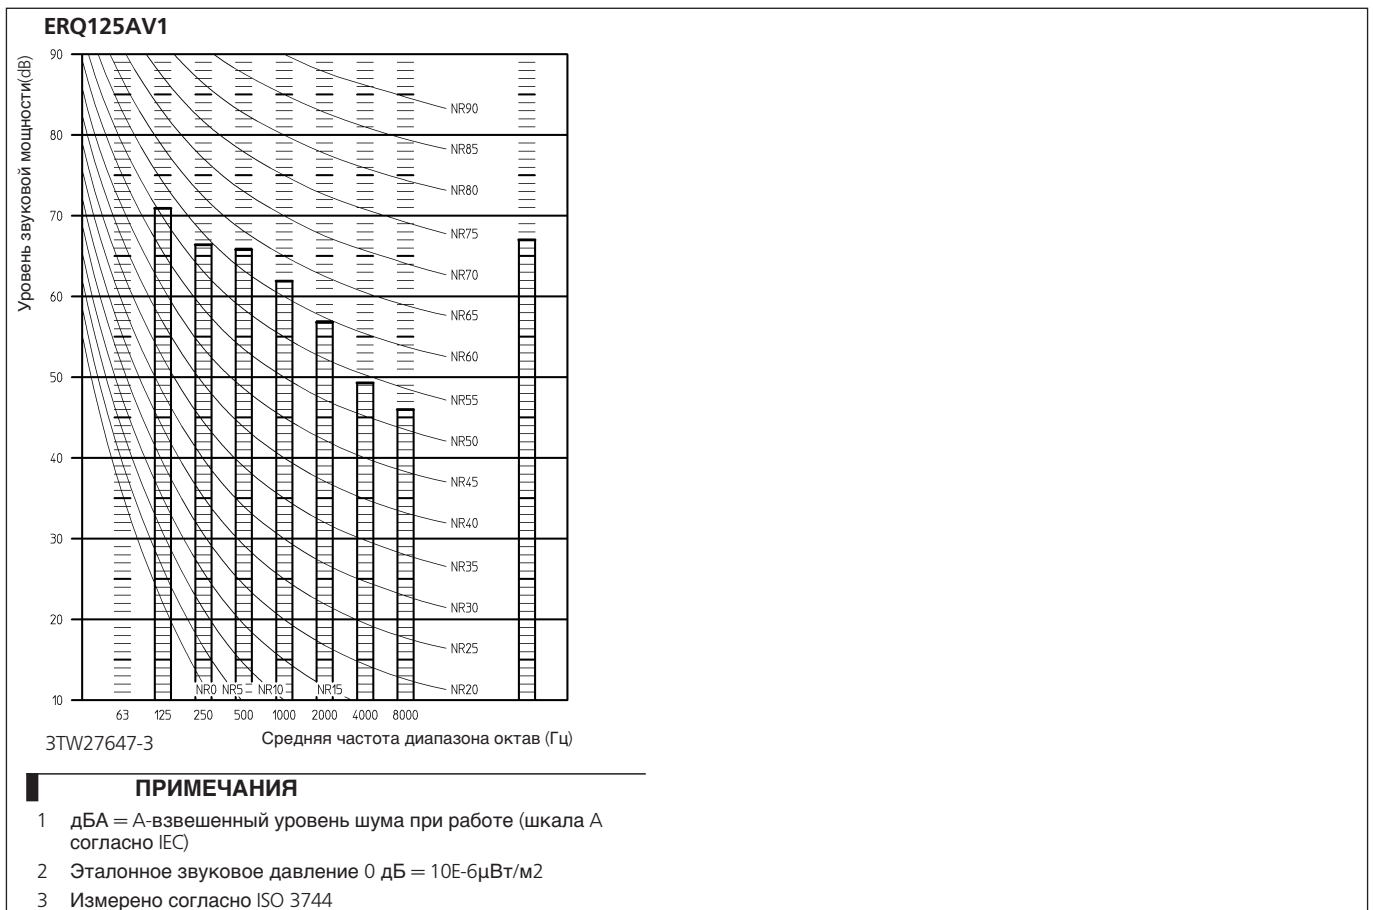 ERQ125AV1
Уровень звуковой мощности(dB)
90
80
70
60
50
40
30
20
10
NR90
NR85
NR80
NR75
NR70
NR65
NR60
NR55
NR50
NR45
NR40
NR35
NR30
NR25
NR20
NR0 NR5 NR10 NR15
63 125 250 500 1000 2000 4000 8000
3TW27647-3
Средняя частота диапазона октав (Гц)
ПРИМЕЧАНИЯ
1 дБА = А-взвешенный уровень шума при работе (шкала А
согласно IEC)
2 Эталонное звуковое давление 0 дБ = 10E-6µВт/м2
3 Измерено согласно ISO 3744